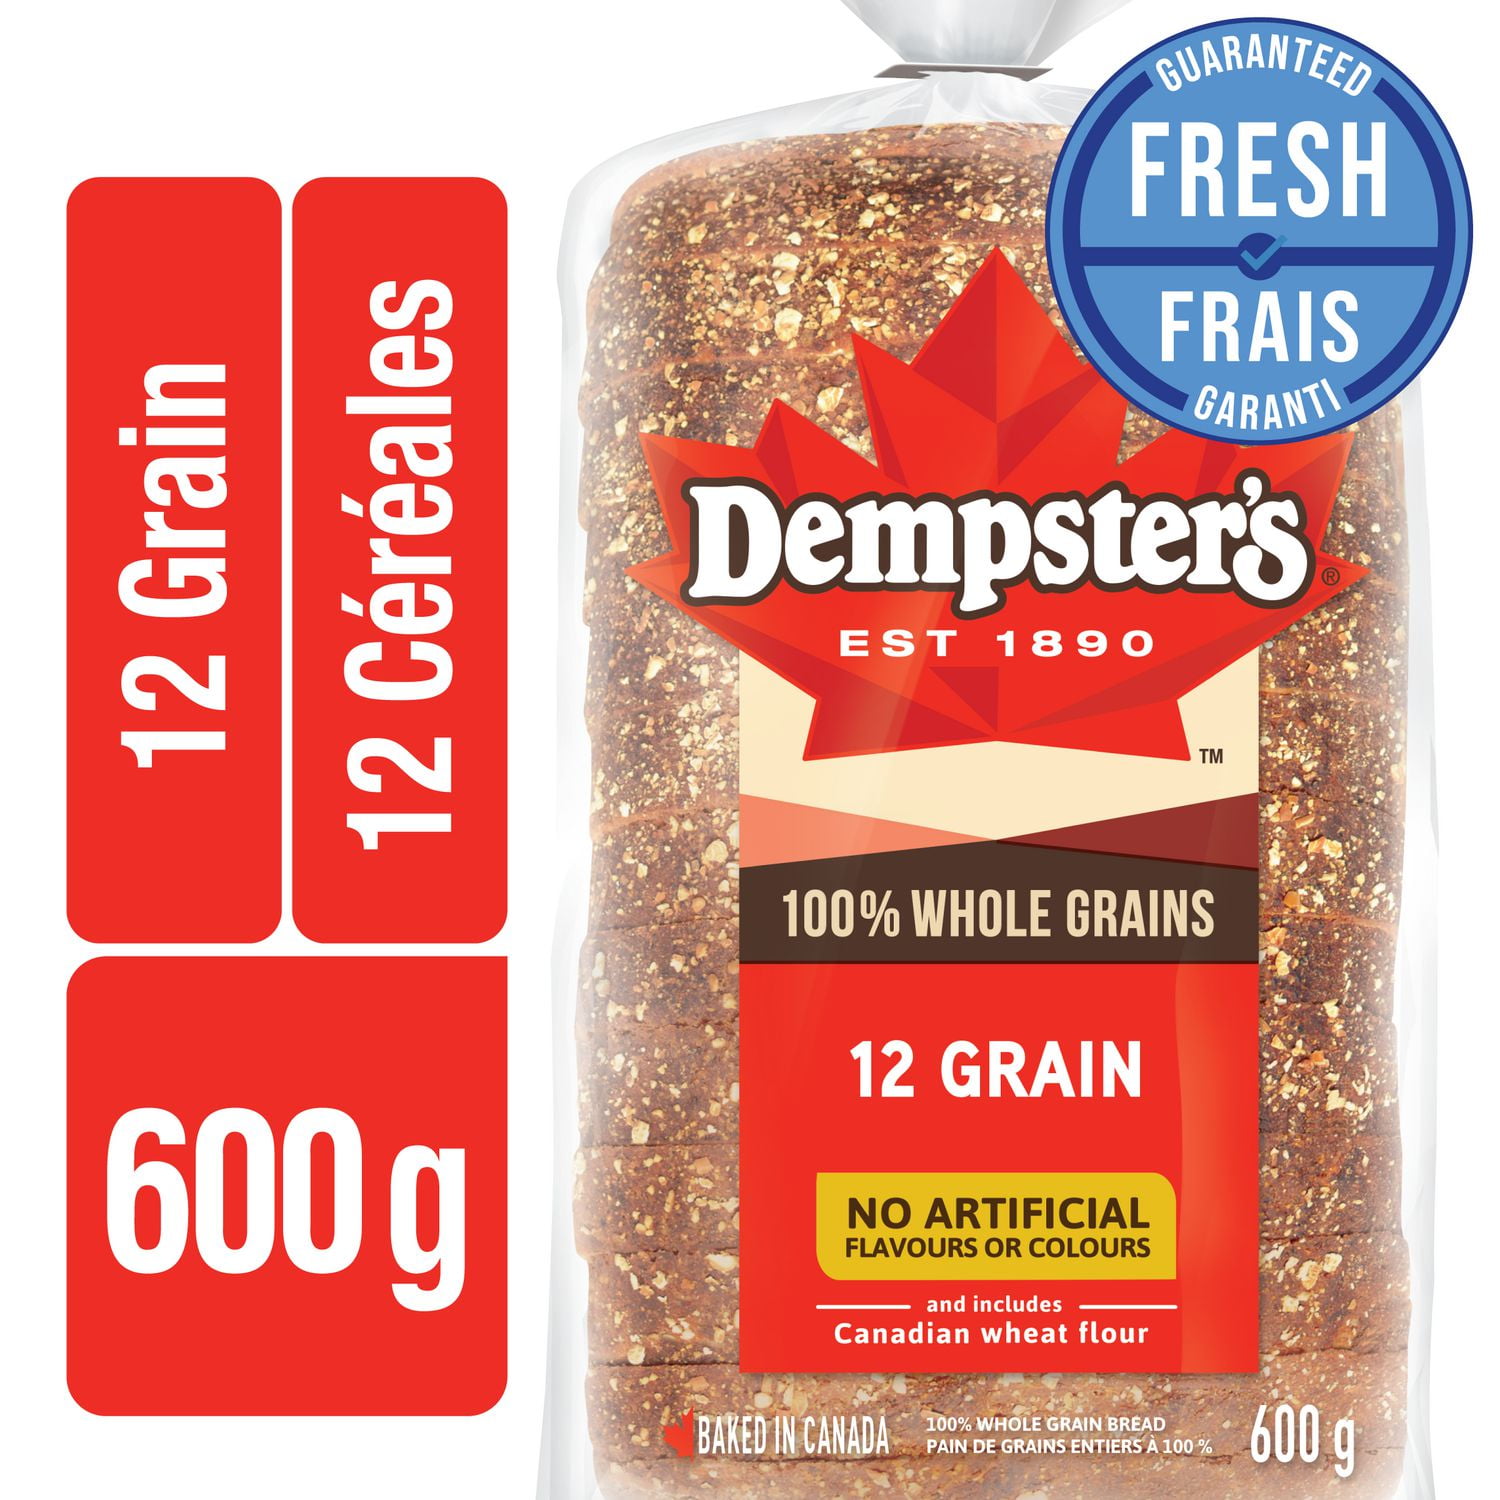 12 Grain
12 Céréales
600 g
GUARANTEED
FRESH
FRAIS
GARANTI
Dempster's®
EST 1890
TM
100% WHOLE GRAINS
12 GRAIN
NO ARTIFICIAL
FLAVOURS OR COLOURS
and includes
Canadian wheat flour
BAKED IN CANADA
100% WHOLE GRAIN BREAD
PAIN DE GRAINS ENTIERS À 100 %
600 g